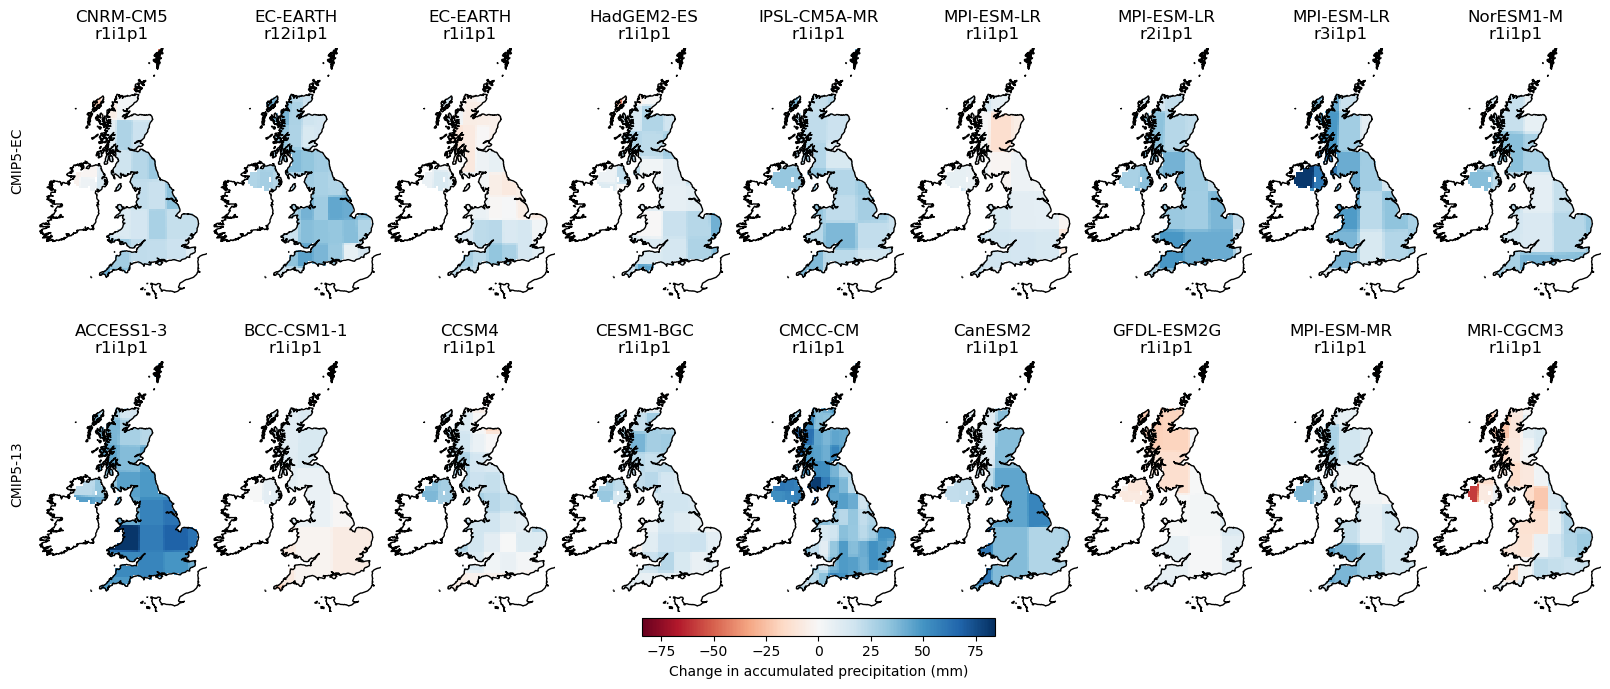 CNRM-CM5 EC-EARTH EC-EARTH HadGEM2-ES IPSL-CM5A-MR MPI-ESM-LR MPI-ESM-LR MPI-ESM-LR NorESM1-M
r1i1p1 r12i1p1 r1i1p1 r1i1p1 r1i1p1 r1i1p1 r2i1p1 r3i1p1 r1i1p1
CMIP5-EC
ACCESS1-3 BCC-CSM1-1 CCSM4 CESM1-BGC CMCC-CM CanESM2 GFDL-ESM2G MPI-ESM-MR MRI-CGCM3
r1i1p1 r1i1p1 r1i1p1 r1i1p1 r1i1p1 r1i1p1 r1i1p1 r1i1p1 r1i1p1
CMIP5-13
−75 −50 −25 0 25 50 75
Change in accumulated precipitation (mm)